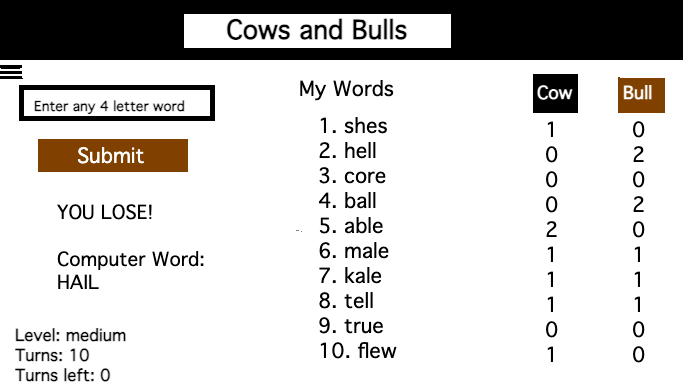 Cows and Bulls
Enter any 4 letter word
Submit
YOU LOSE!
Computer Word:
HAIL
Level: medium
Turns: 10
Turns left: 0
My Words Cow Bull
1. shes 1 0
2. hell 0 2
3. core 0 0
4. ball 0 2
5. able 2 0
6. male 1 1
7. kale 1 1
8. tell 1 1
9. true 0 0
10. flew 1 0